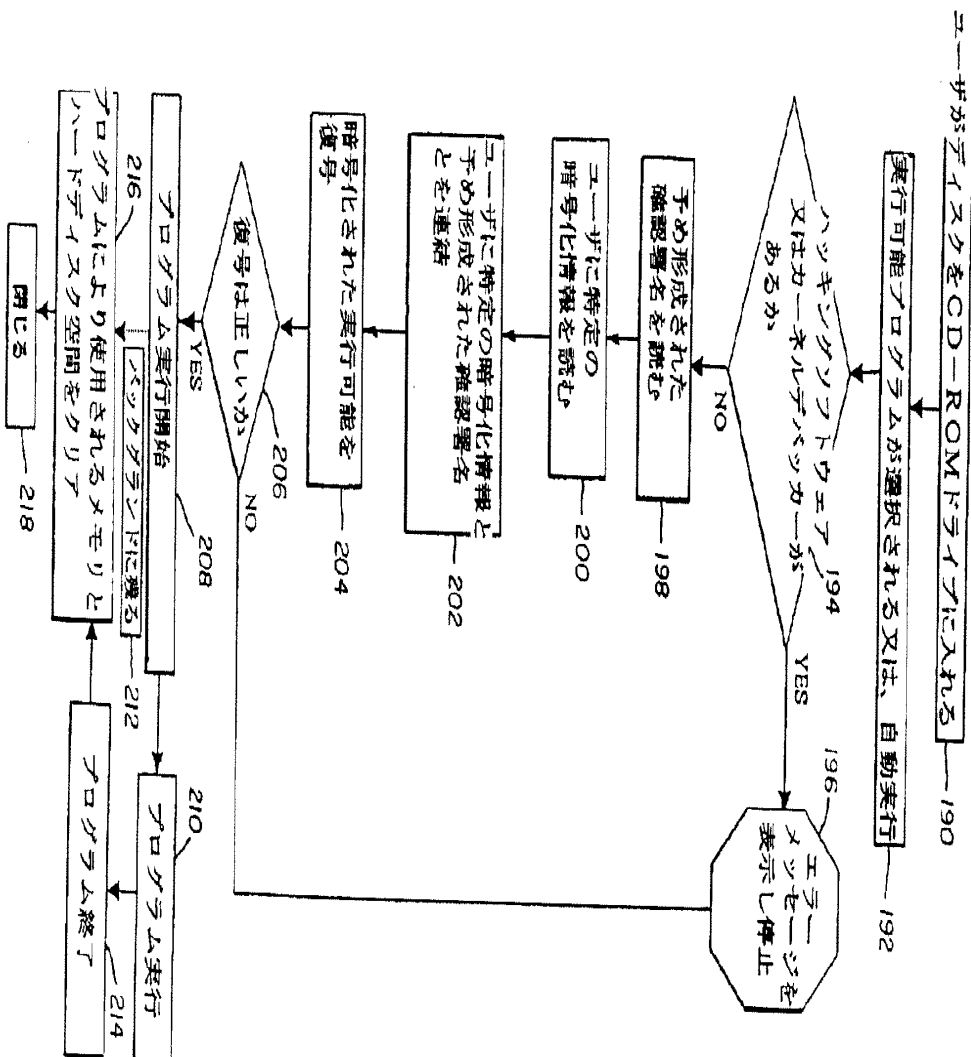 ユーザがディスクをCD-ROMドライブに入れる
190
実行可能プログラムが選択される又は、自動実行
192
ハッキングソフトウェア
又はカーネルデバッカーが
あるか
194
YES
NO
エラー
メッセージを
表示し停止
196
予め形成された
確認署名を読む
198
ユーザに特定の
暗号化情報を読む
200
ユーザに特定の暗号化情報と
予め形成された確認署名
とを連結
202
暗号化された実行可能を
復号
204
復号は正しいか
206
NO
YES
プログラム実行開始
208
210
プログラム実行
バックグランドに残る
212
プログラム終了
214
216
プログラムにより使用されるメモリと
ハードディスク空間をクリア
閉じる
218